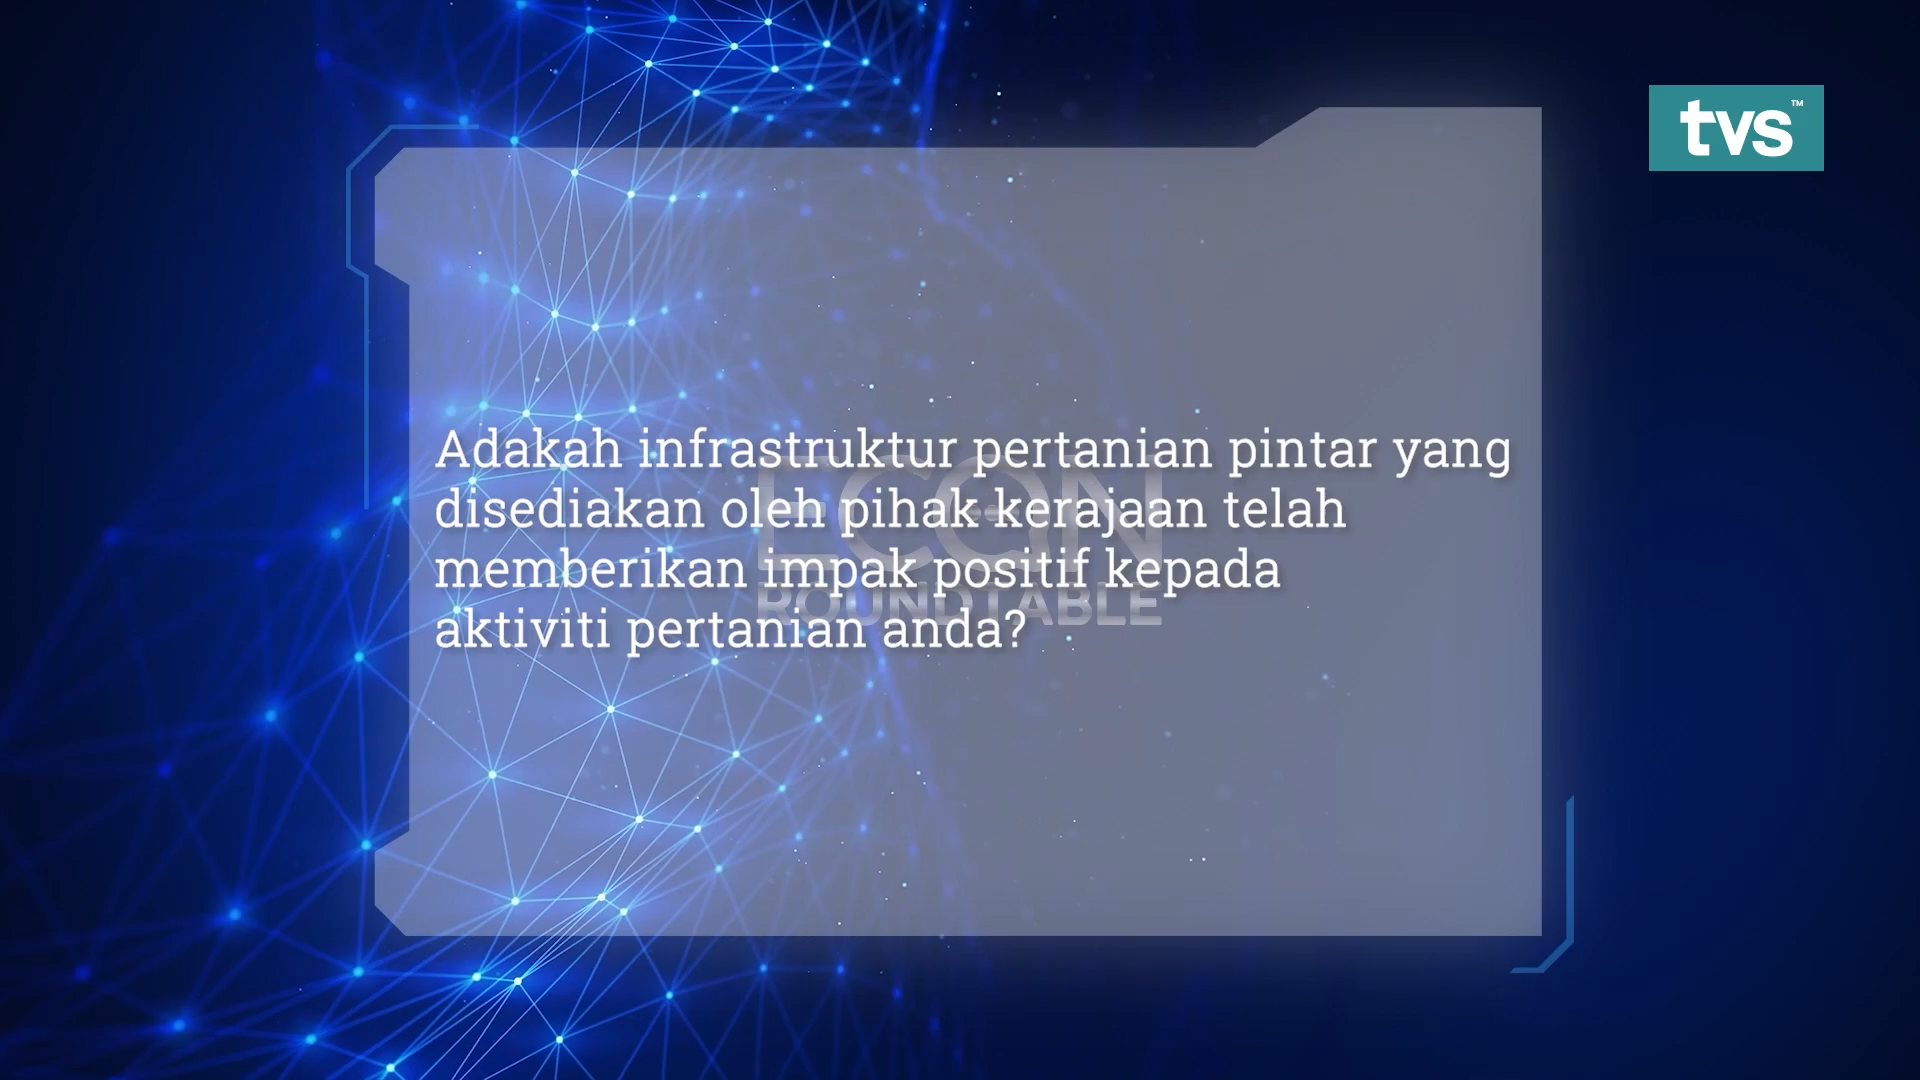 tvs™
Adakah infrastruktur pertanian pintar yang
disediakan oleh pihak kerajaan telah
memberikan impak positif kepada
aktiviti pertanian anda?
ECON
ROUNDTABLE